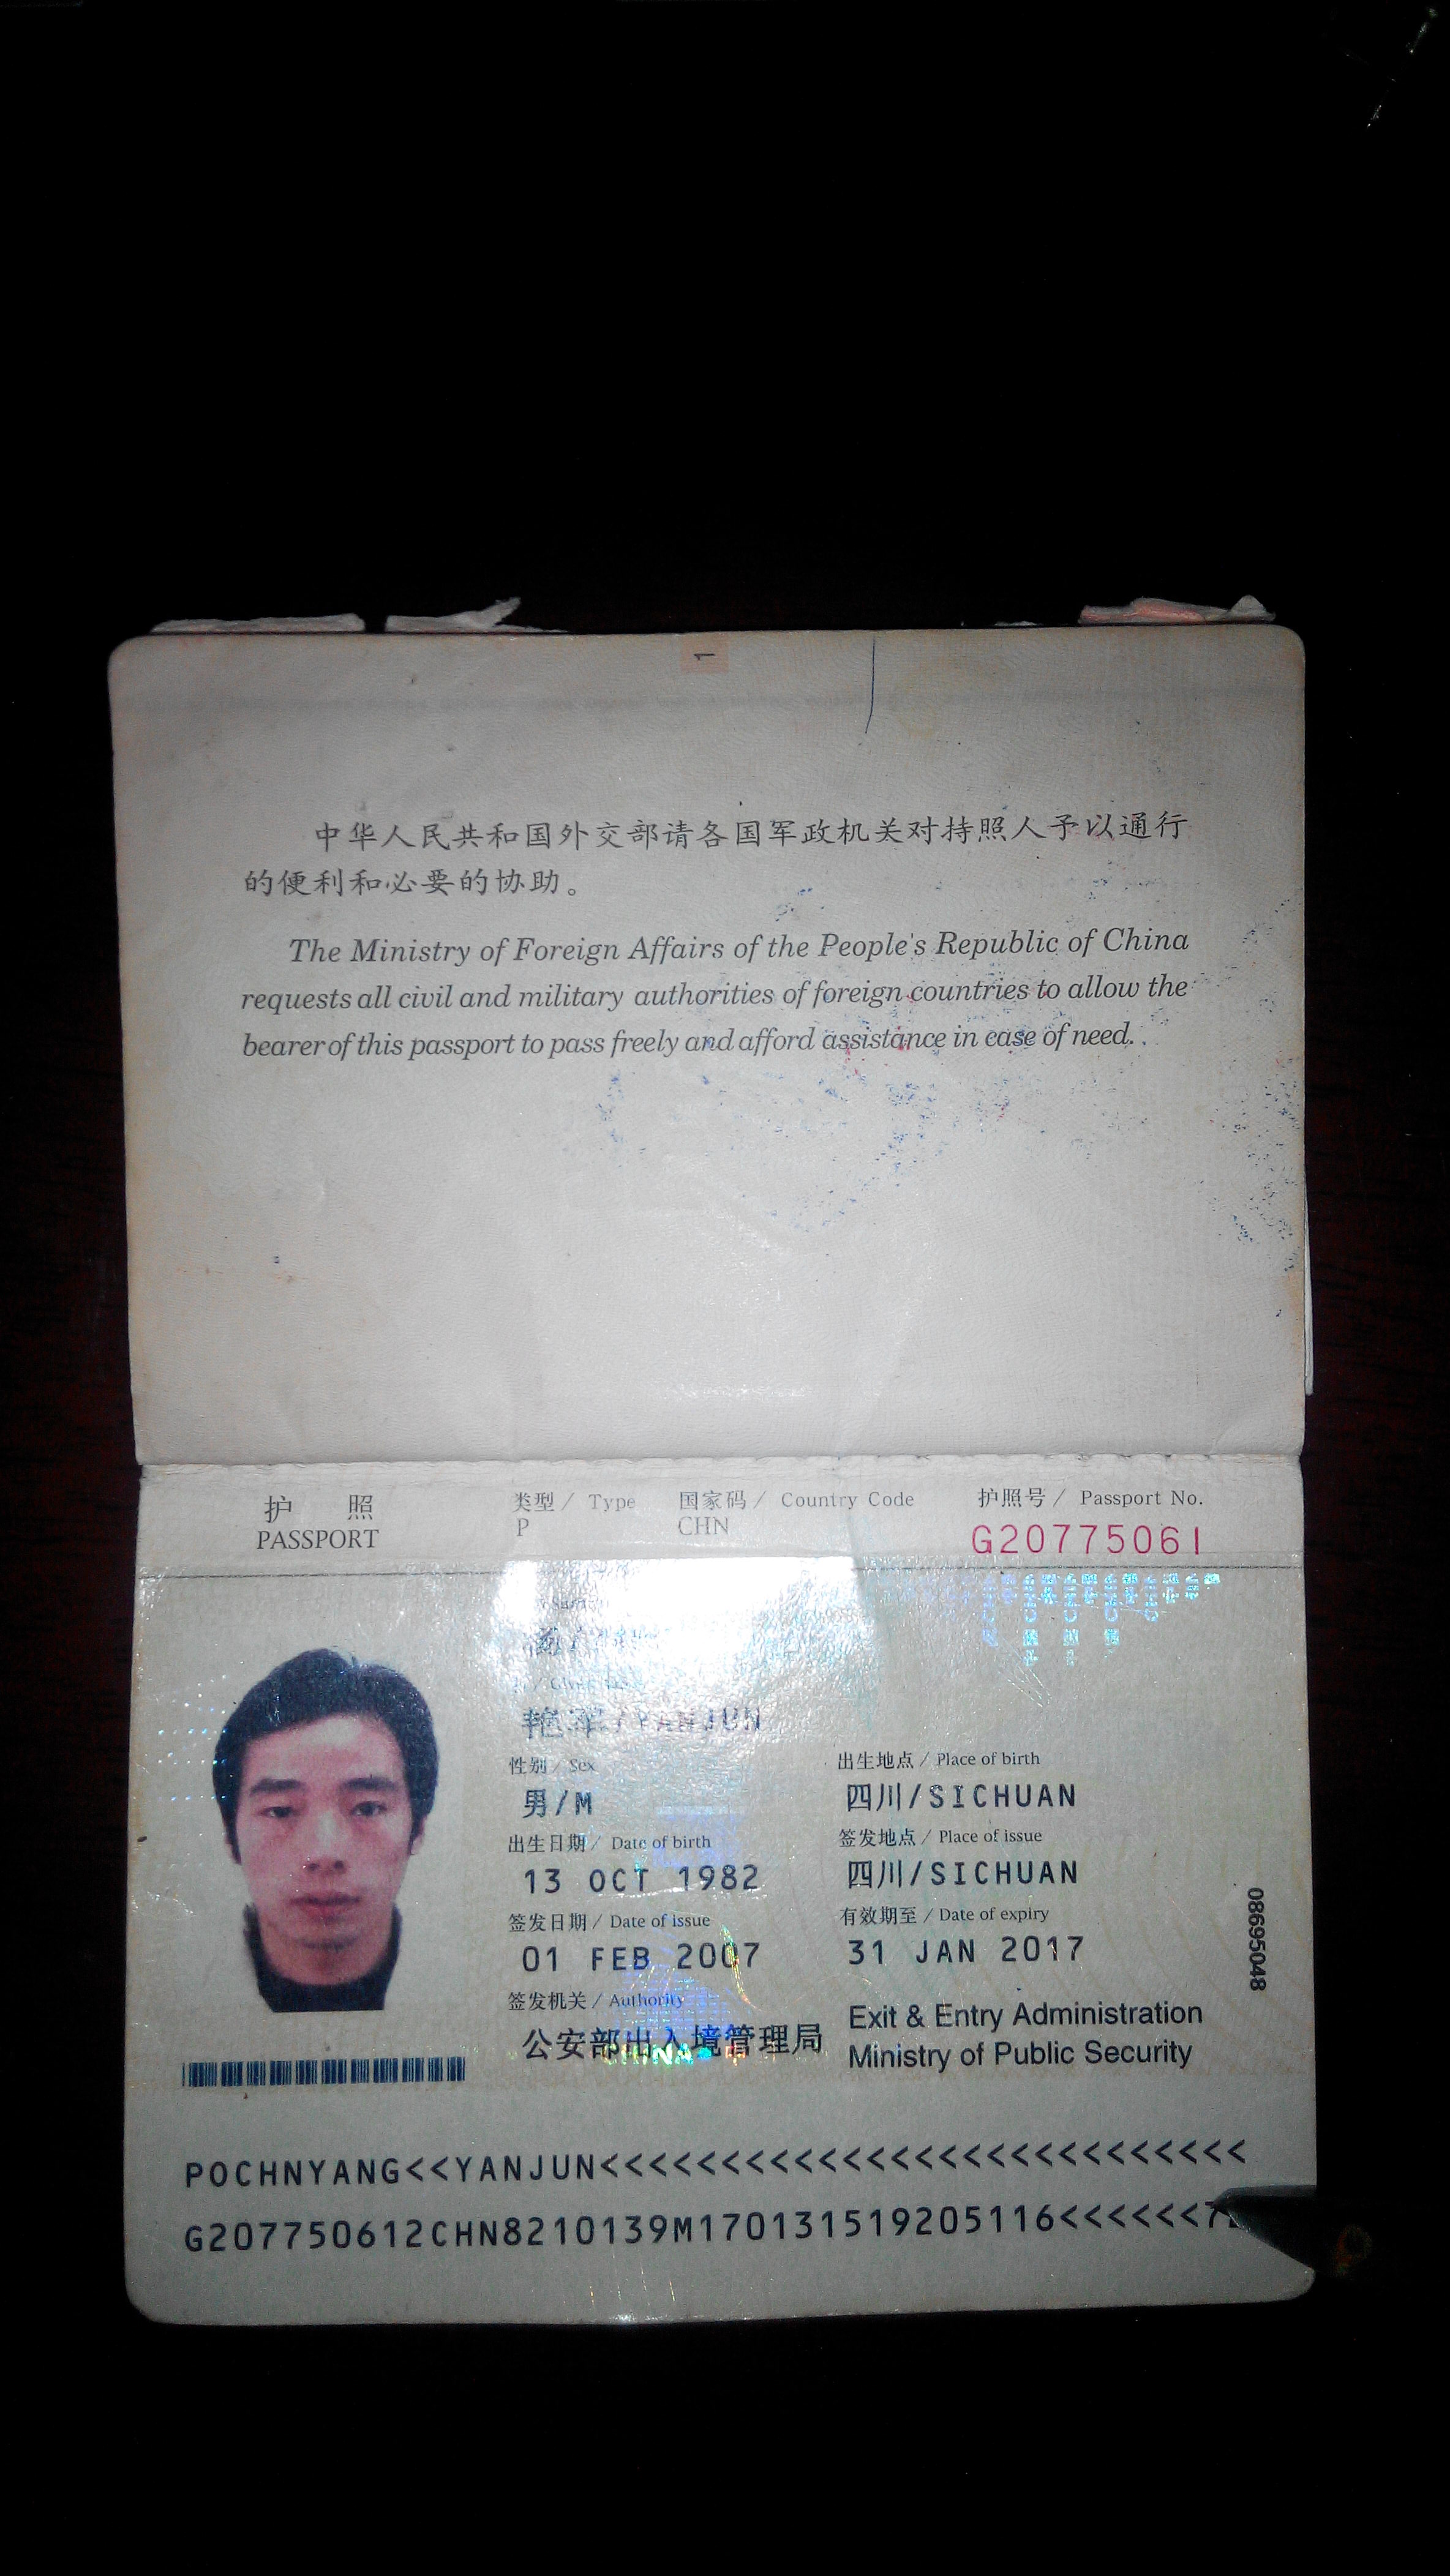 1
中华人民共和国外交部请各国军政机关对持照人予以通行
的便利和必要的协助。
The Ministry of Foreign Affairs of the People's Republic of China
requests all civil and military authorities of foreign countries to allow the
bearer of this passport to pass freely and afford assistance in case of need.
护 照 类型 / Type 国家码 / Country Code 护照号 / Passport No.
PASSPORT P CHN G20775061
YANJUN
性别 / Sex 出生地点 / Place of birth
男/M 四川/SICHUAN
出生日期 / Date of birth 签发地点 / Place of issue
13 OCT 1982 四川/SICHUAN
签发日期 / Date of issue 有效期至 / Date of expiry
01 FEB 2007 31 JAN 2017
08695048
签发机关 / Authority
公安部出入境管理局 Exit & Entry Administration
Ministry of Public Security
CHINA
POCHNYANG<<YANJUN<<<<<<<<<<<<<<<<<<<<<<<<<<<
G207750612CHN8210139M170131519205116<<<<<<7